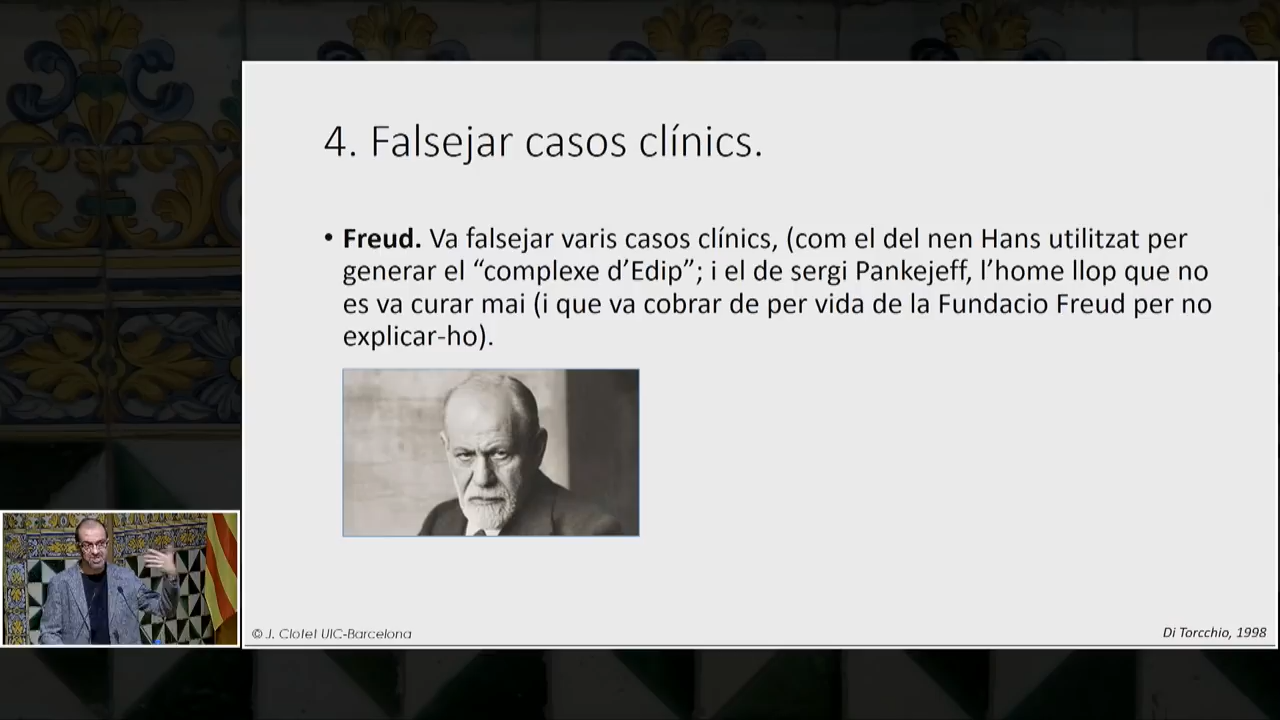 4. Falsejar casos clínics.
• Freud. Va falsejar varis casos clínics, (com el del nen Hans utilitzat per
generar el “complexe d’Edip”; i el de sergi Pankejeff, l’home llop que no
es va curar mai (i que va cobrar de per vida de la Fundacio Freud per no
explicar-ho).
© J. Clotet UIC-Barcelona
Di Torcchio, 1998